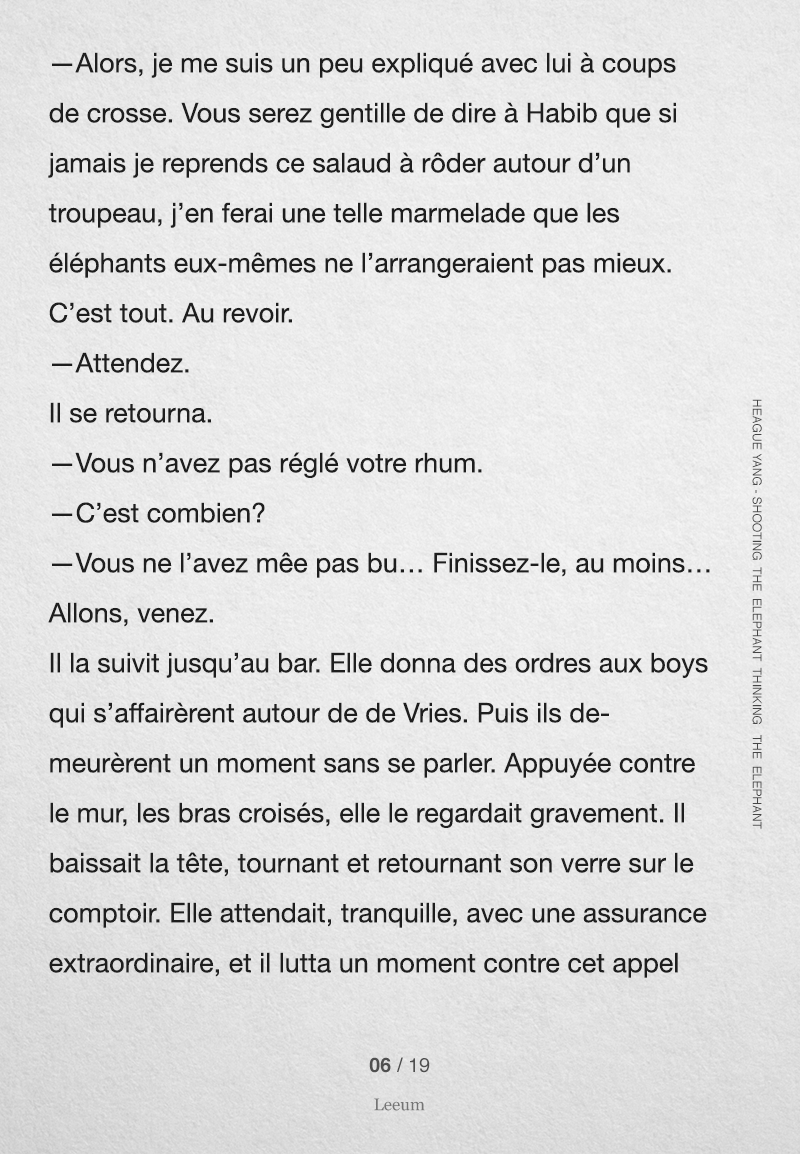 —Alors, je me suis un peu expliqué avec lui à coups
de crosse. Vous serez gentille de dire à Habib que si
jamais je reprends ce salaud à rôder autour d’un
troupeau, j’en ferai une telle marmelade que les
éléphants eux-mêmes ne l’arrangeraient pas mieux.
C’est tout. Au revoir.
—Attendez.
Il se retourna.
—Vous n’avez pas réglé votre rhum.
—C’est combien?
—Vous ne l’avez mêe pas bu… Finissez-le, au moins…
Allons, venez.
Il la suivit jusqu’au bar. Elle donna des ordres aux boys
qui s’affairèrent autour de de Vries. Puis ils de-
meurèrent un moment sans se parler. Appuyée contre
le mur, les bras croisés, elle le regardait gravement. Il
baissait la tête, tournant et retournant son verre sur le
comptoir. Elle attendait, tranquille, avec une assurance
extraordinaire, et il lutta un moment contre cet appel
HEAGUE YANG - SHOOTING THE ELEPHANT THINKING THE ELEPHANT
06 / 19
Leeum